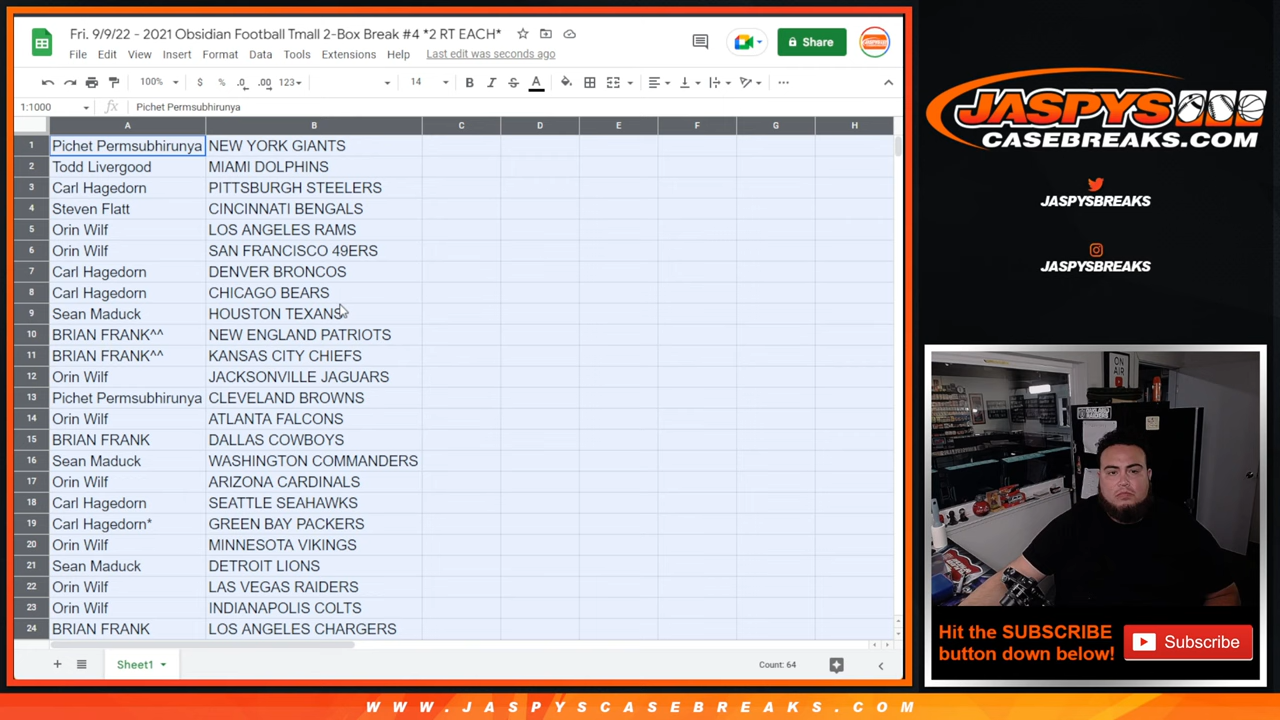 Fri. 9/9/22 - 2021 Obsidian Football Tmall 2-Box Break #4 *2 RT EACH*
File Edit View Insert Format Data Tools Extensions Help Last edit was seconds ago
Share
100% $ % .0 .00 123 14 B I S A
1:1000 fx Pichet Permsubhirunya
A B C D E F G H
1 Pichet Permsubhirunya NEW YORK GIANTS
2 Todd Livergood MIAMI DOLPHINS
3 Carl Hagedorn PITTSBURGH STEELERS
4 Steven Flatt CINCINNATI BENGALS
5 Orin Wilf LOS ANGELES RAMS
6 Orin Wilf SAN FRANCISCO 49ERS
7 Carl Hagedorn DENVER BRONCOS
8 Carl Hagedorn CHICAGO BEARS
9 Sean Maduck HOUSTON TEXANS
10 BRIAN FRANK^^ NEW ENGLAND PATRIOTS
11 BRIAN FRANK^^ KANSAS CITY CHIEFS
12 Orin Wilf JACKSONVILLE JAGUARS
13 Pichet Permsubhirunya CLEVELAND BROWNS
14 Orin Wilf ATLANTA FALCONS
15 BRIAN FRANK DALLAS COWBOYS
16 Sean Maduck WASHINGTON COMMANDERS
17 Orin Wilf ARIZONA CARDINALS
18 Carl Hagedorn SEATTLE SEAHAWKS
19 Carl Hagedorn* GREEN BAY PACKERS
20 Orin Wilf MINNESOTA VIKINGS
21 Sean Maduck DETROIT LIONS
22 Orin Wilf LAS VEGAS RAIDERS
23 Orin Wilf INDIANAPOLIS COLTS
24 BRIAN FRANK LOS ANGELES CHARGERS
Sheet1
Count: 64
JASPYS
CASEBREAKS.COM
JASPYSBREAKS
JASPYSBREAKS
ON AIR
Hit the SUBSCRIBE
button down below!
Subscribe
WWW.JASPYSCASEBREAKS.COM